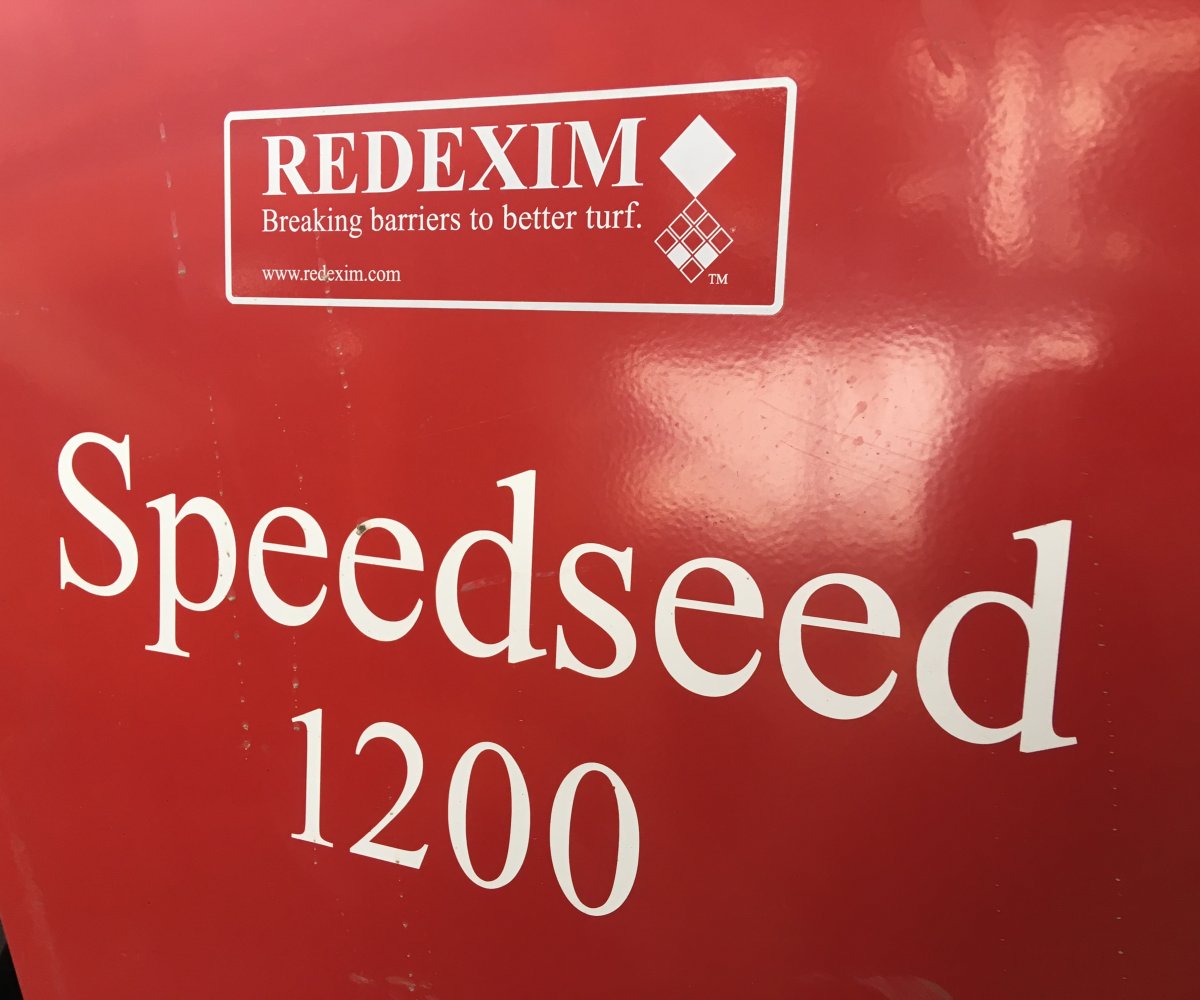 REDEXIM
Breaking barriers to better turf.
www.redexim.com
TM
Speedseed
1200